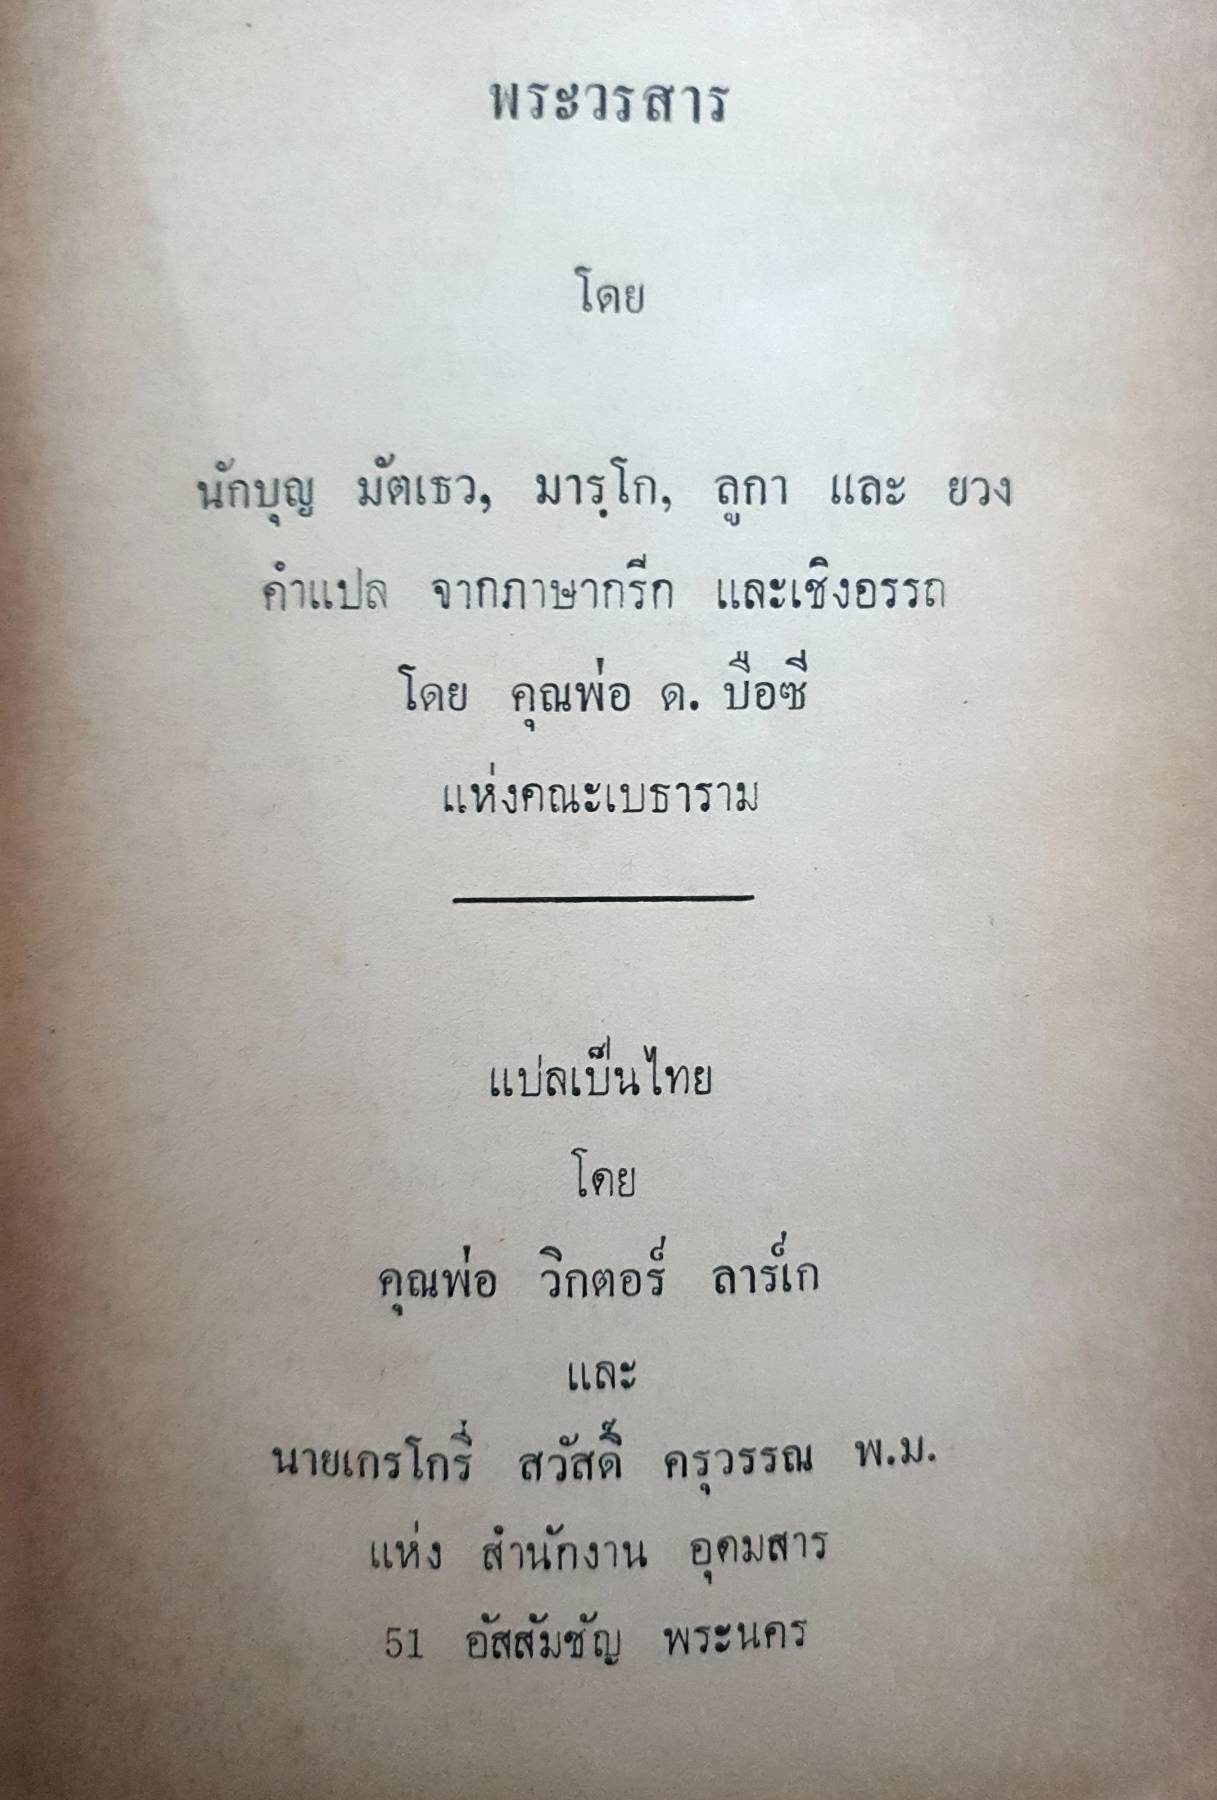 พระวรสาร
โดย
นักบุญ มัตเธว, มารฺโก, ลูกา และ ยวง
คำแปล จากภาษากรีก และเชิงอรรถ
โดย คุณพ่อ ด. บือซี
แห่งคณะเบธาราม
แปลเป็นไทย
โดย
คุณพ่อ วิกตอร์ ลาร์เก
และ
นายเกรโกรี่ สวัสดิ์ ครุวรรณ พ.ม.
แห่ง สำนักงาน อุดมสาร
51 อัสสัมชัญ พระนคร